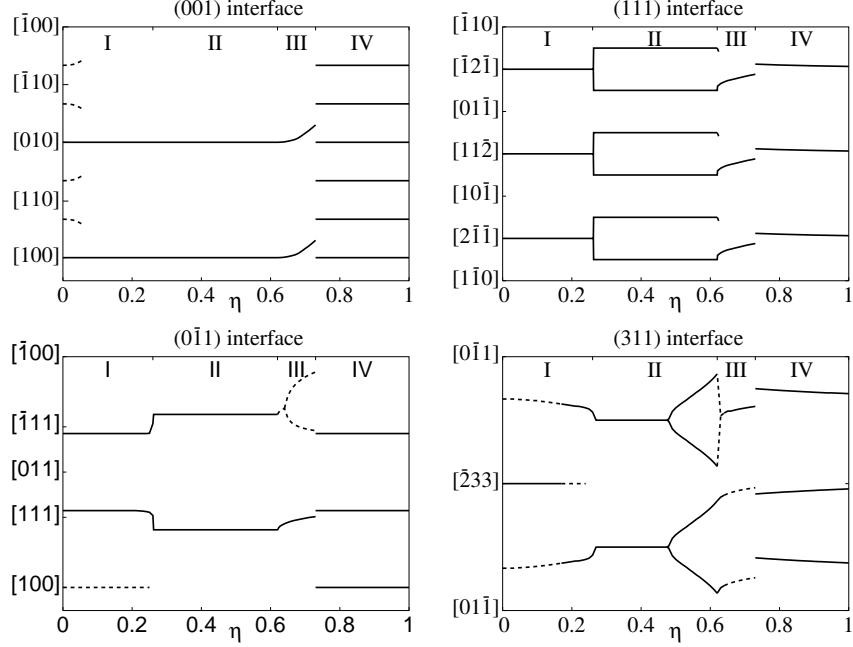 (001) interface
[1̄00]
I II III IV
[1̄10]
[010]
[110]
[100]
0 0.2 0.4 0.6 0.8 1
η
(111) interface
[1̄10]
I II III IV
[1̄21̄]
[011̄]
[112̄]
[101̄]
[21̄1̄]
[11̄0]
0 0.2 0.4 0.6 0.8 1
η
(01̄1) interface
[1̄00]
I II III IV
[1̄11]
[011]
[111]
[100]
0 0.2 0.4 0.6 0.8 1
η
(311) interface
[01̄1]
I II III IV
[2̄33]
[011̄]
0 0.2 0.4 0.6 0.8 1
η